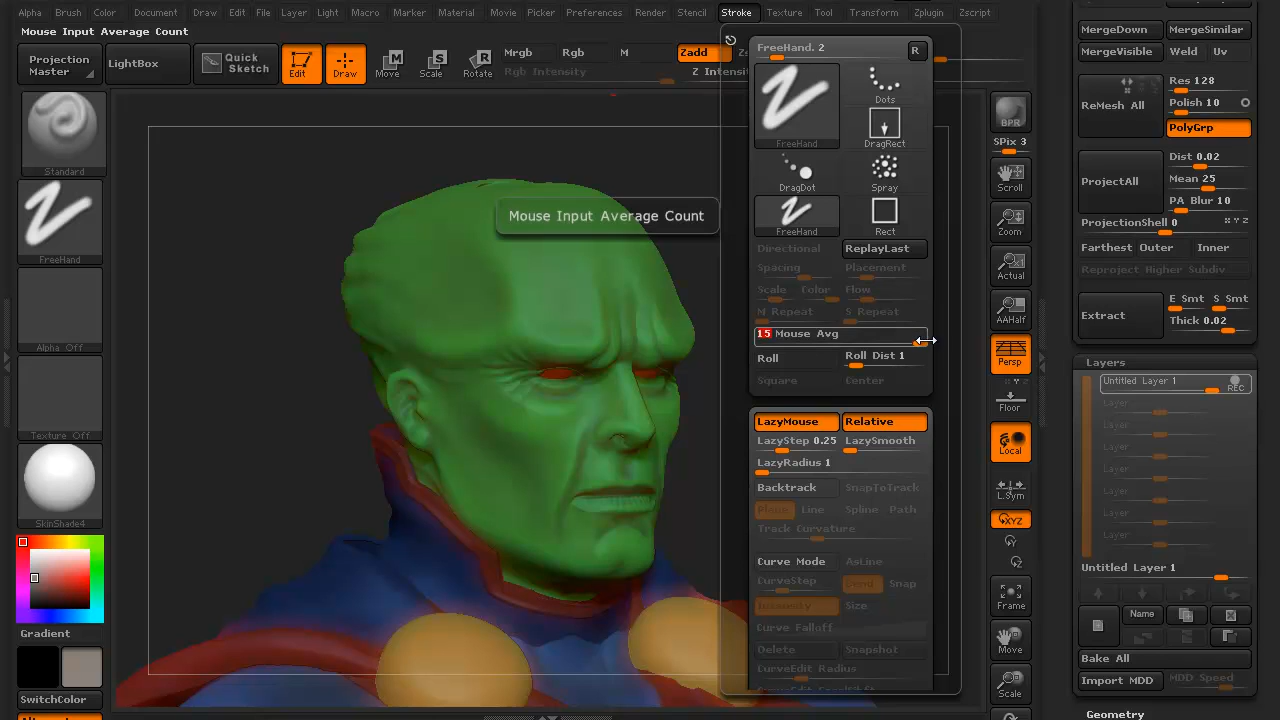 Alpha Brush Color Document Draw Edit File Layer Light Macro Marker Material Movie Picker Preferences Render Stencil Stroke Texture Tool Transform Zplugin Zscript
Mouse Input Average Count
Projection Master
LightBox
Quick Sketch
Edit
Draw
Move
Scale
Rotate
Mrgb Rgb M Zadd
Rgb Intensity
Z Intensi
Standard
FreeHand
Alpha Off
Texture Off
SkinShade4
Gradient
SwitchColor
Mouse Input Average Count
FreeHand. 2
R
FreeHand
Dots
DragRect
DragDot
Spray
FreeHand
Rect
Directional
ReplayLast
Spacing
Placement
Scale Color Flow
M Repeat
S Repeat
15 Mouse Avg
Roll
Roll Dist 1
Square
Center
LazyMouse
Relative
LazyStep 0.25
LazySmooth
LazyRadius 1
Backtrack
SnapToTrack
Plane Line Spline Path
Track Curvature
Curve Mode
AsLine
CurveStep
Bend
Snap
Intensity
Size
Curve Falloff
Delete
Snapshot
CurveEdit Radius
BPR
SPix 3
Scroll
Zoom
Actual
AAHalf
Persp
Floor
Local
L.Sym
XYZ
Y
Z
Frame
Move
Scale
MergeDown
MergeSimilar
MergeVisible
Weld Uv
ReMesh All
Res 128
Polish 10
PolyGrp
ProjectAll
Dist 0.02
Mean 25
PA Blur 10
ProjectionShell 0
X Y Z
Farthest Outer Inner
Reproject Higher Subdiv
Extract
E Smt S Smt
Thick 0.02
Layers
Untitled Layer 1
REC
Layer
Layer
Layer
Layer
Layer
Layer
Layer
Untitled Layer 1
Name
Bake All
Import MDD
MDD Speed
Geometry